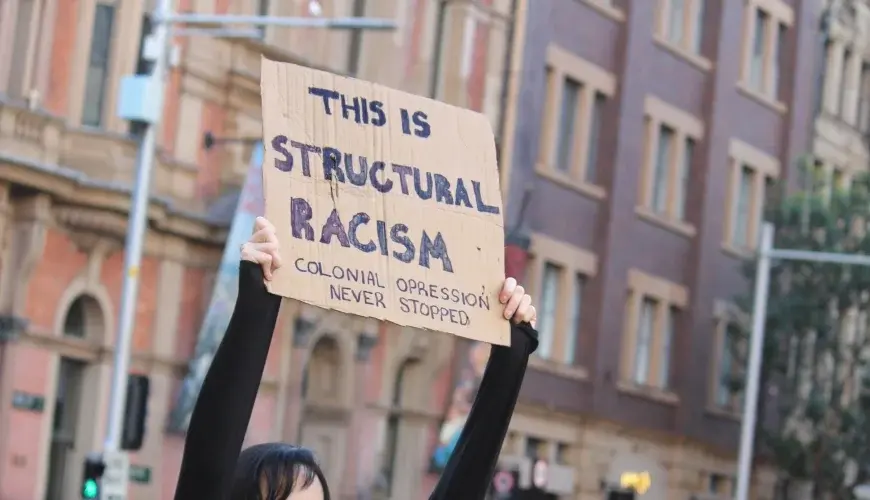 THIS IS
STRUCTURAL
RACISM
COLONIAL OPRESSION
NEVER STOPPED